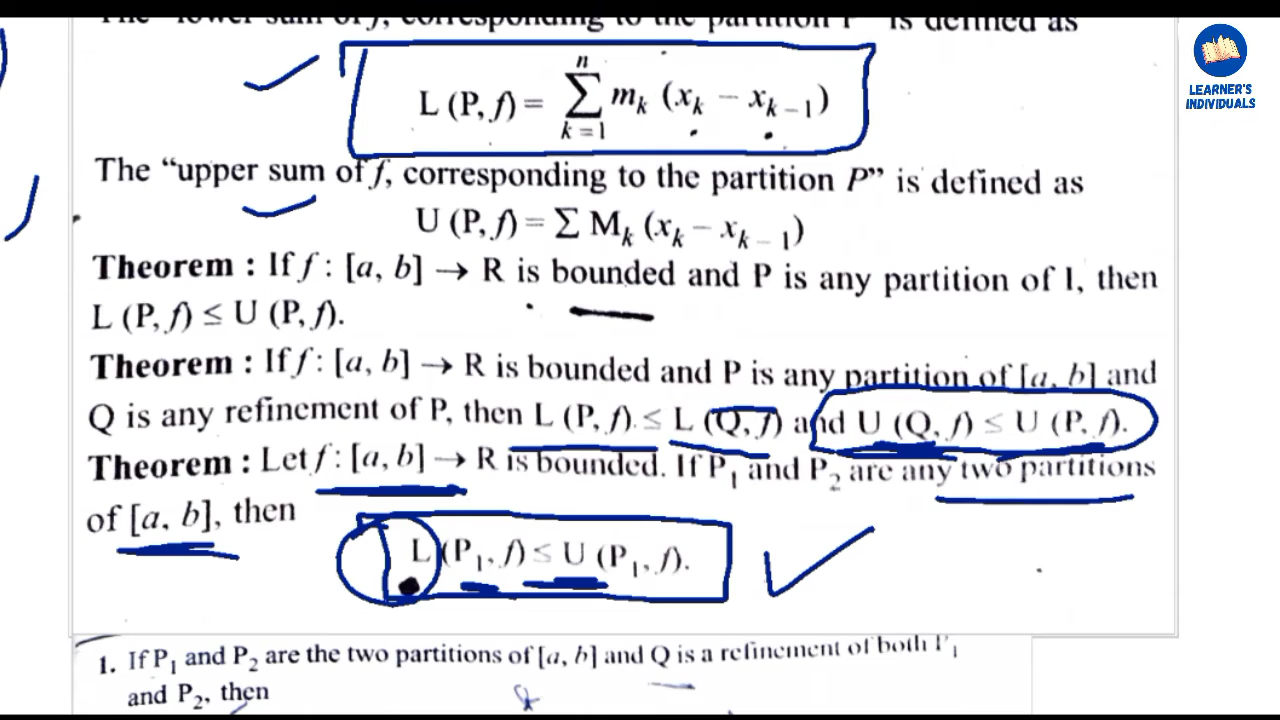 The "lower sum of f, corresponding to the partition P" is defined as
L (P, f) = n ∑ k = 1 m_k (x_k − x_{k−1})
The "upper sum of f, corresponding to the partition P" is defined as
U (P, f) = Σ M_k (x_k − x_{k−1})
Theorem : If f : [a, b] → R is bounded and P is any partition of I, then
L (P, f) ≤ U (P, f).
Theorem : If f : [a, b] → R is bounded and P is any partition of [a, b] and
Q is any refinement of P, then L (P, f) ≤ L (Q, f) and U (Q, f) ≤ U (P, f).
Theorem : Let f : [a, b] → R is bounded. If P₁ and P₂ are any two partitions
of [a, b], then
L (P₁, f) ≤ U (P₁, f).
1. If P₁ and P₂ are the two partitions of [a, b] and Q is a refinement of both P₁
and P₂, then
LEARNER'S
INDIVIDUALS